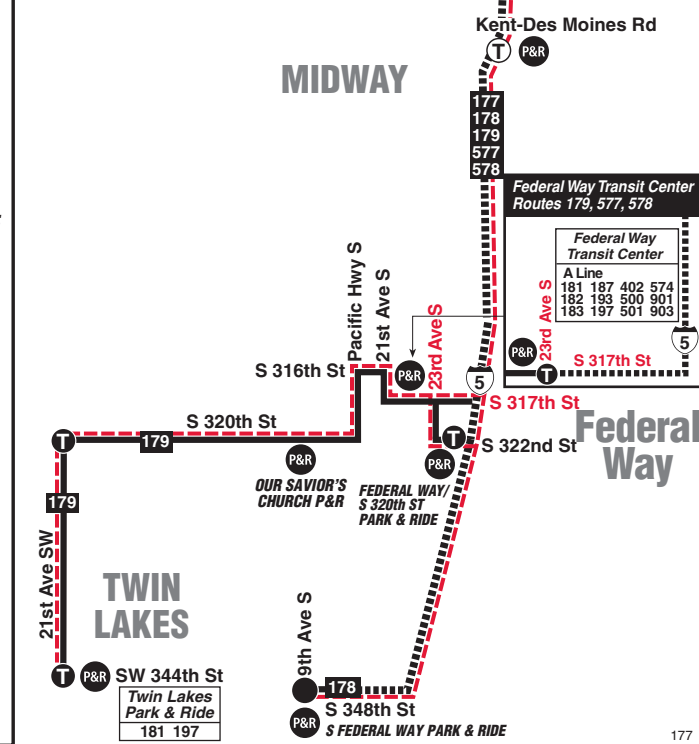 Kent-Des Moines Rd
T
P&R
MIDWAY
177
178
179
577
578
Federal Way Transit Center
Routes 179, 577, 578
Federal Way
Transit Center
A Line
181 187 402 574
182 193 500 901
183 197 501 903
23rd Ave S
P&R
5
S 317th St
T
Pacific Hwy S
21st Ave S
23rd Ave S
S 316th St
P&R
5
S 317th St
S 320th St
T
179
T
S 322nd St
Federal
Way
P&R
P&R
OUR SAVIOR'S
CHURCH P&R
FEDERAL WAY/
S 320th ST
PARK & RIDE
179
21st Ave SW
TWIN
LAKES
9th Ave S
T
P&R
SW 344th St
Twin Lakes
Park & Ride
181 197
178
S 348th St
P&R
S FEDERAL WAY PARK & RIDE
177